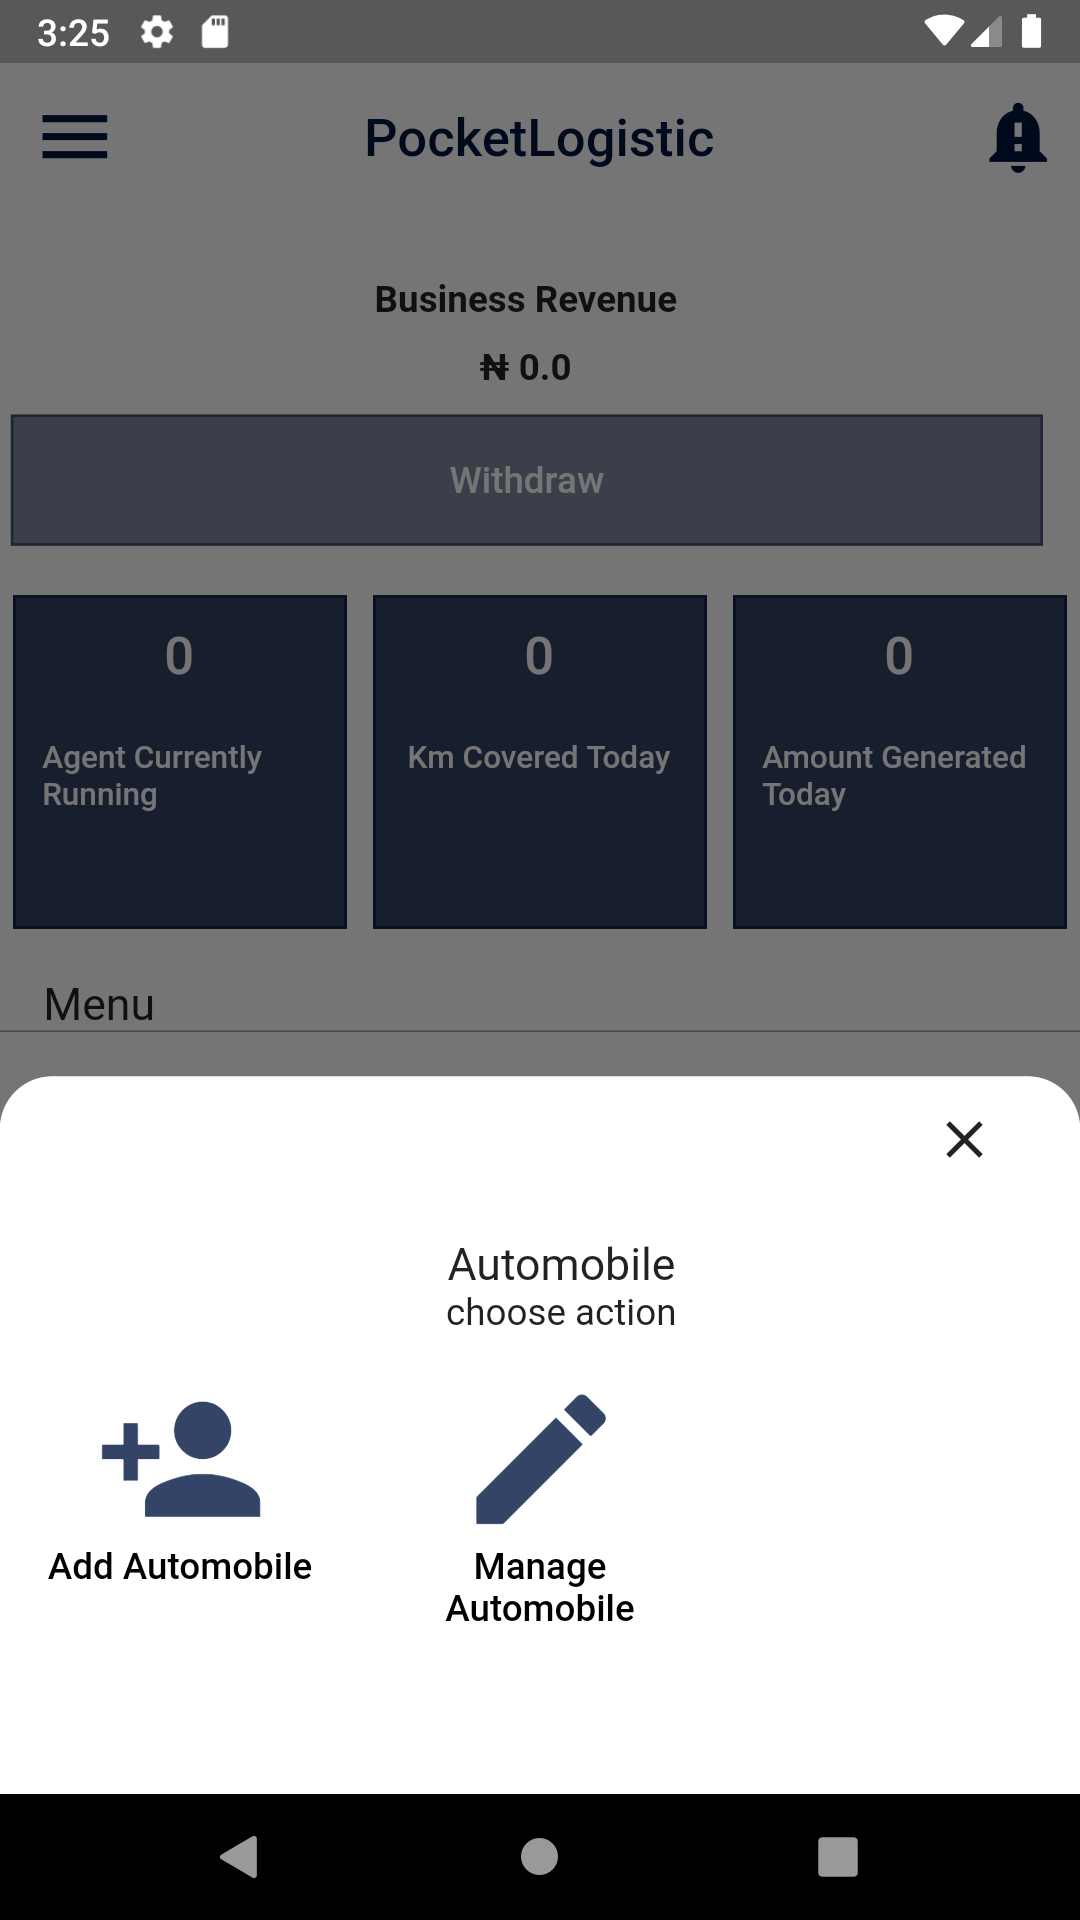 3:25
PocketLogistic
Business Revenue
₦ 0.0
Withdraw
0
Agent Currently
Running
0
Km Covered Today
0
Amount Generated
Today
Menu
Automobile
choose action
Add Automobile
Manage
Automobile